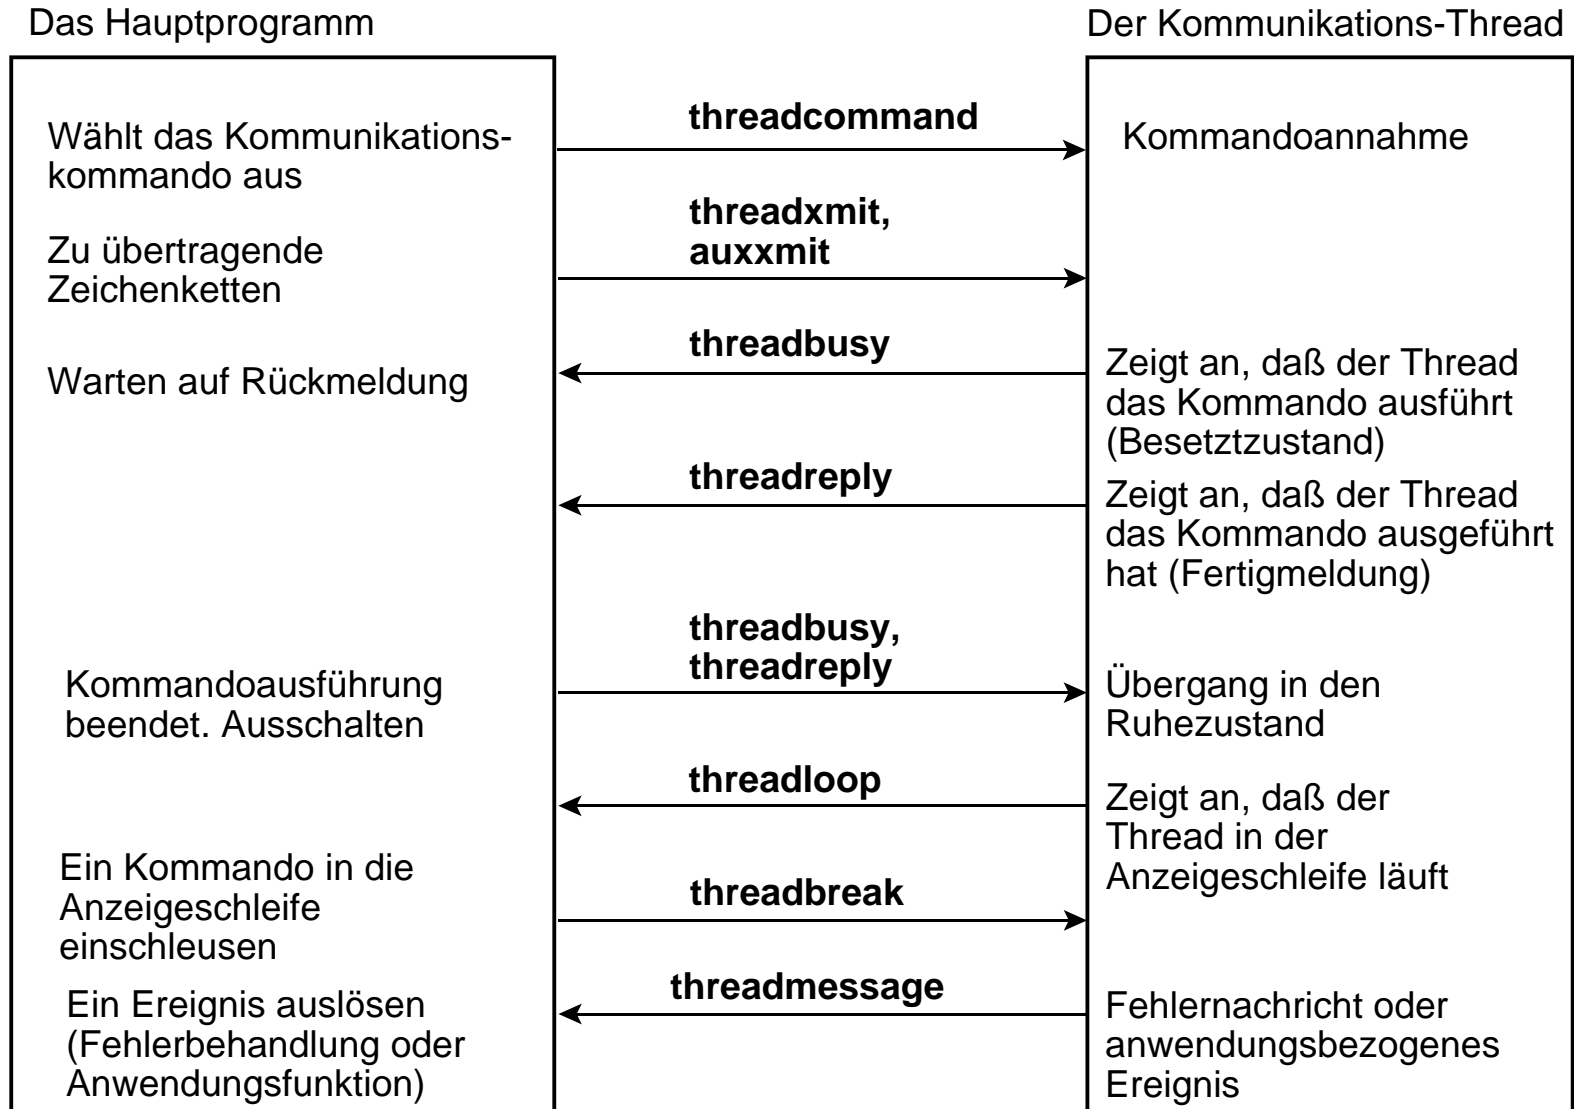 Das Hauptprogramm
Der Kommunikations-Thread
Wählt das Kommunikations-
kommando aus
threadcommand
Kommandoannahme
Zu übertragende
Zeichenketten
threadxmit,
auxxmit
Warten auf Rückmeldung
threadbusy
Zeigt an, daß der Thread
das Kommando ausführt
(Besetztzustand)
threadreply
Zeigt an, daß der Thread
das Kommando ausgeführt
hat (Fertigmeldung)
Kommandoausführung
beendet. Ausschalten
threadbusy,
threadreply
Übergang in den
Ruhezustand
threadloop
Zeigt an, daß der
Thread in der
Anzeigeschleife läuft
Ein Kommando in die
Anzeigeschleife
einschleusen
threadbreak
Ein Ereignis auslösen
(Fehlerbehandlung oder
Anwendungsfunktion)
threadmessage
Fehlernachricht oder
anwendungsbezogenes
Ereignis